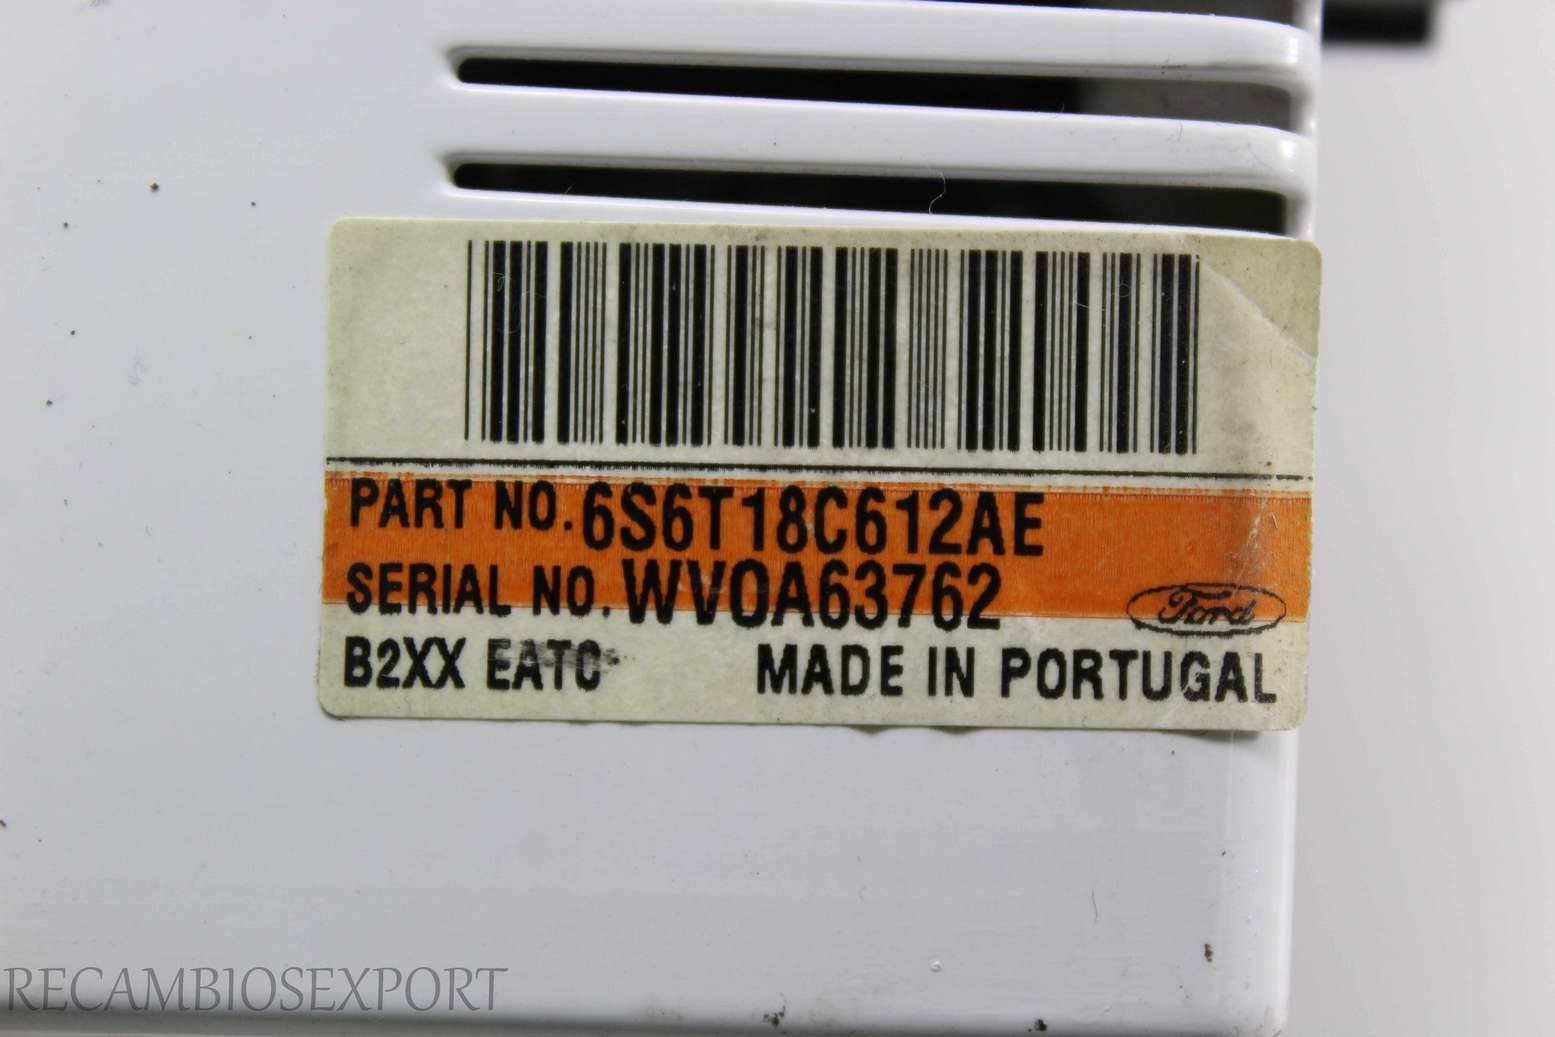 PART NO. 6S6T18C612AE
SERIAL NO. WV0A63762
Ford
B2XX EATC MADE IN PORTUGAL
RECAMBIOSEXPORT